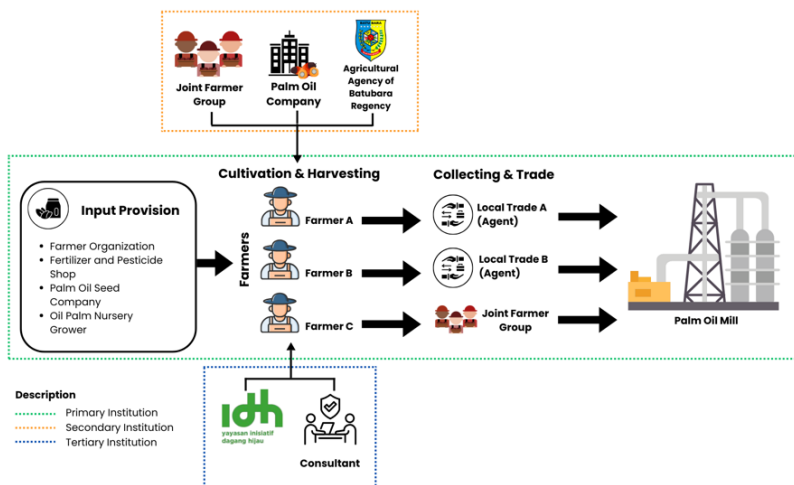 Joint Farmer
Group
Palm Oil
Company
Agricultural
Agency of
Batubara
Regency
Input Provision
Farmer Organization
Fertilizer and Pesticide
Shop
Palm Oil Seed
Company
Oil Palm Nursery
Grower
Cultivation & Harvesting
Farmers
Farmer A
Farmer B
Farmer C
Collecting & Trade
Local Trade A
(Agent)
Local Trade B
(Agent)
Joint Farmer
Group
Palm Oil Mill
Description
Primary Institution
Secondary Institution
Tertiary Institution
idh
yayasan inisiatif
dagang hijau
Consultant